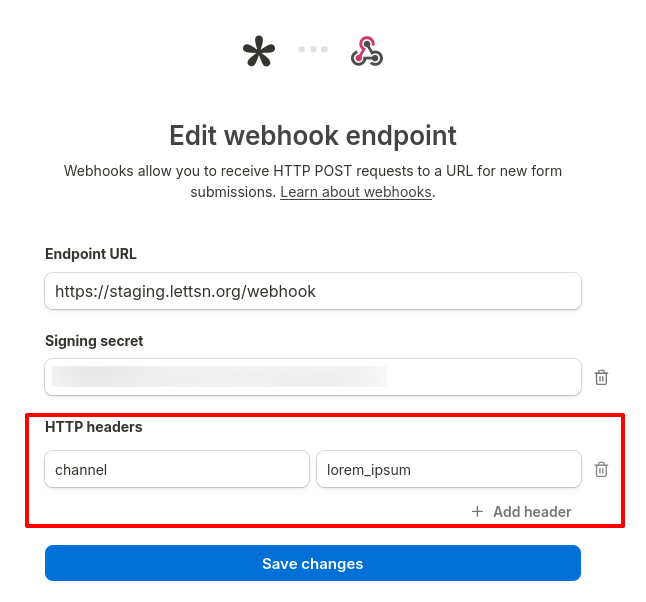 Edit webhook endpoint
Webhooks allow you to receive HTTP POST requests to a URL for new form
submissions. Learn about webhooks.
Endpoint URL
https://staging.lettsn.org/webhook
Signing secret
HTTP headers
channel lorem_ipsum
+ Add header
Save changes